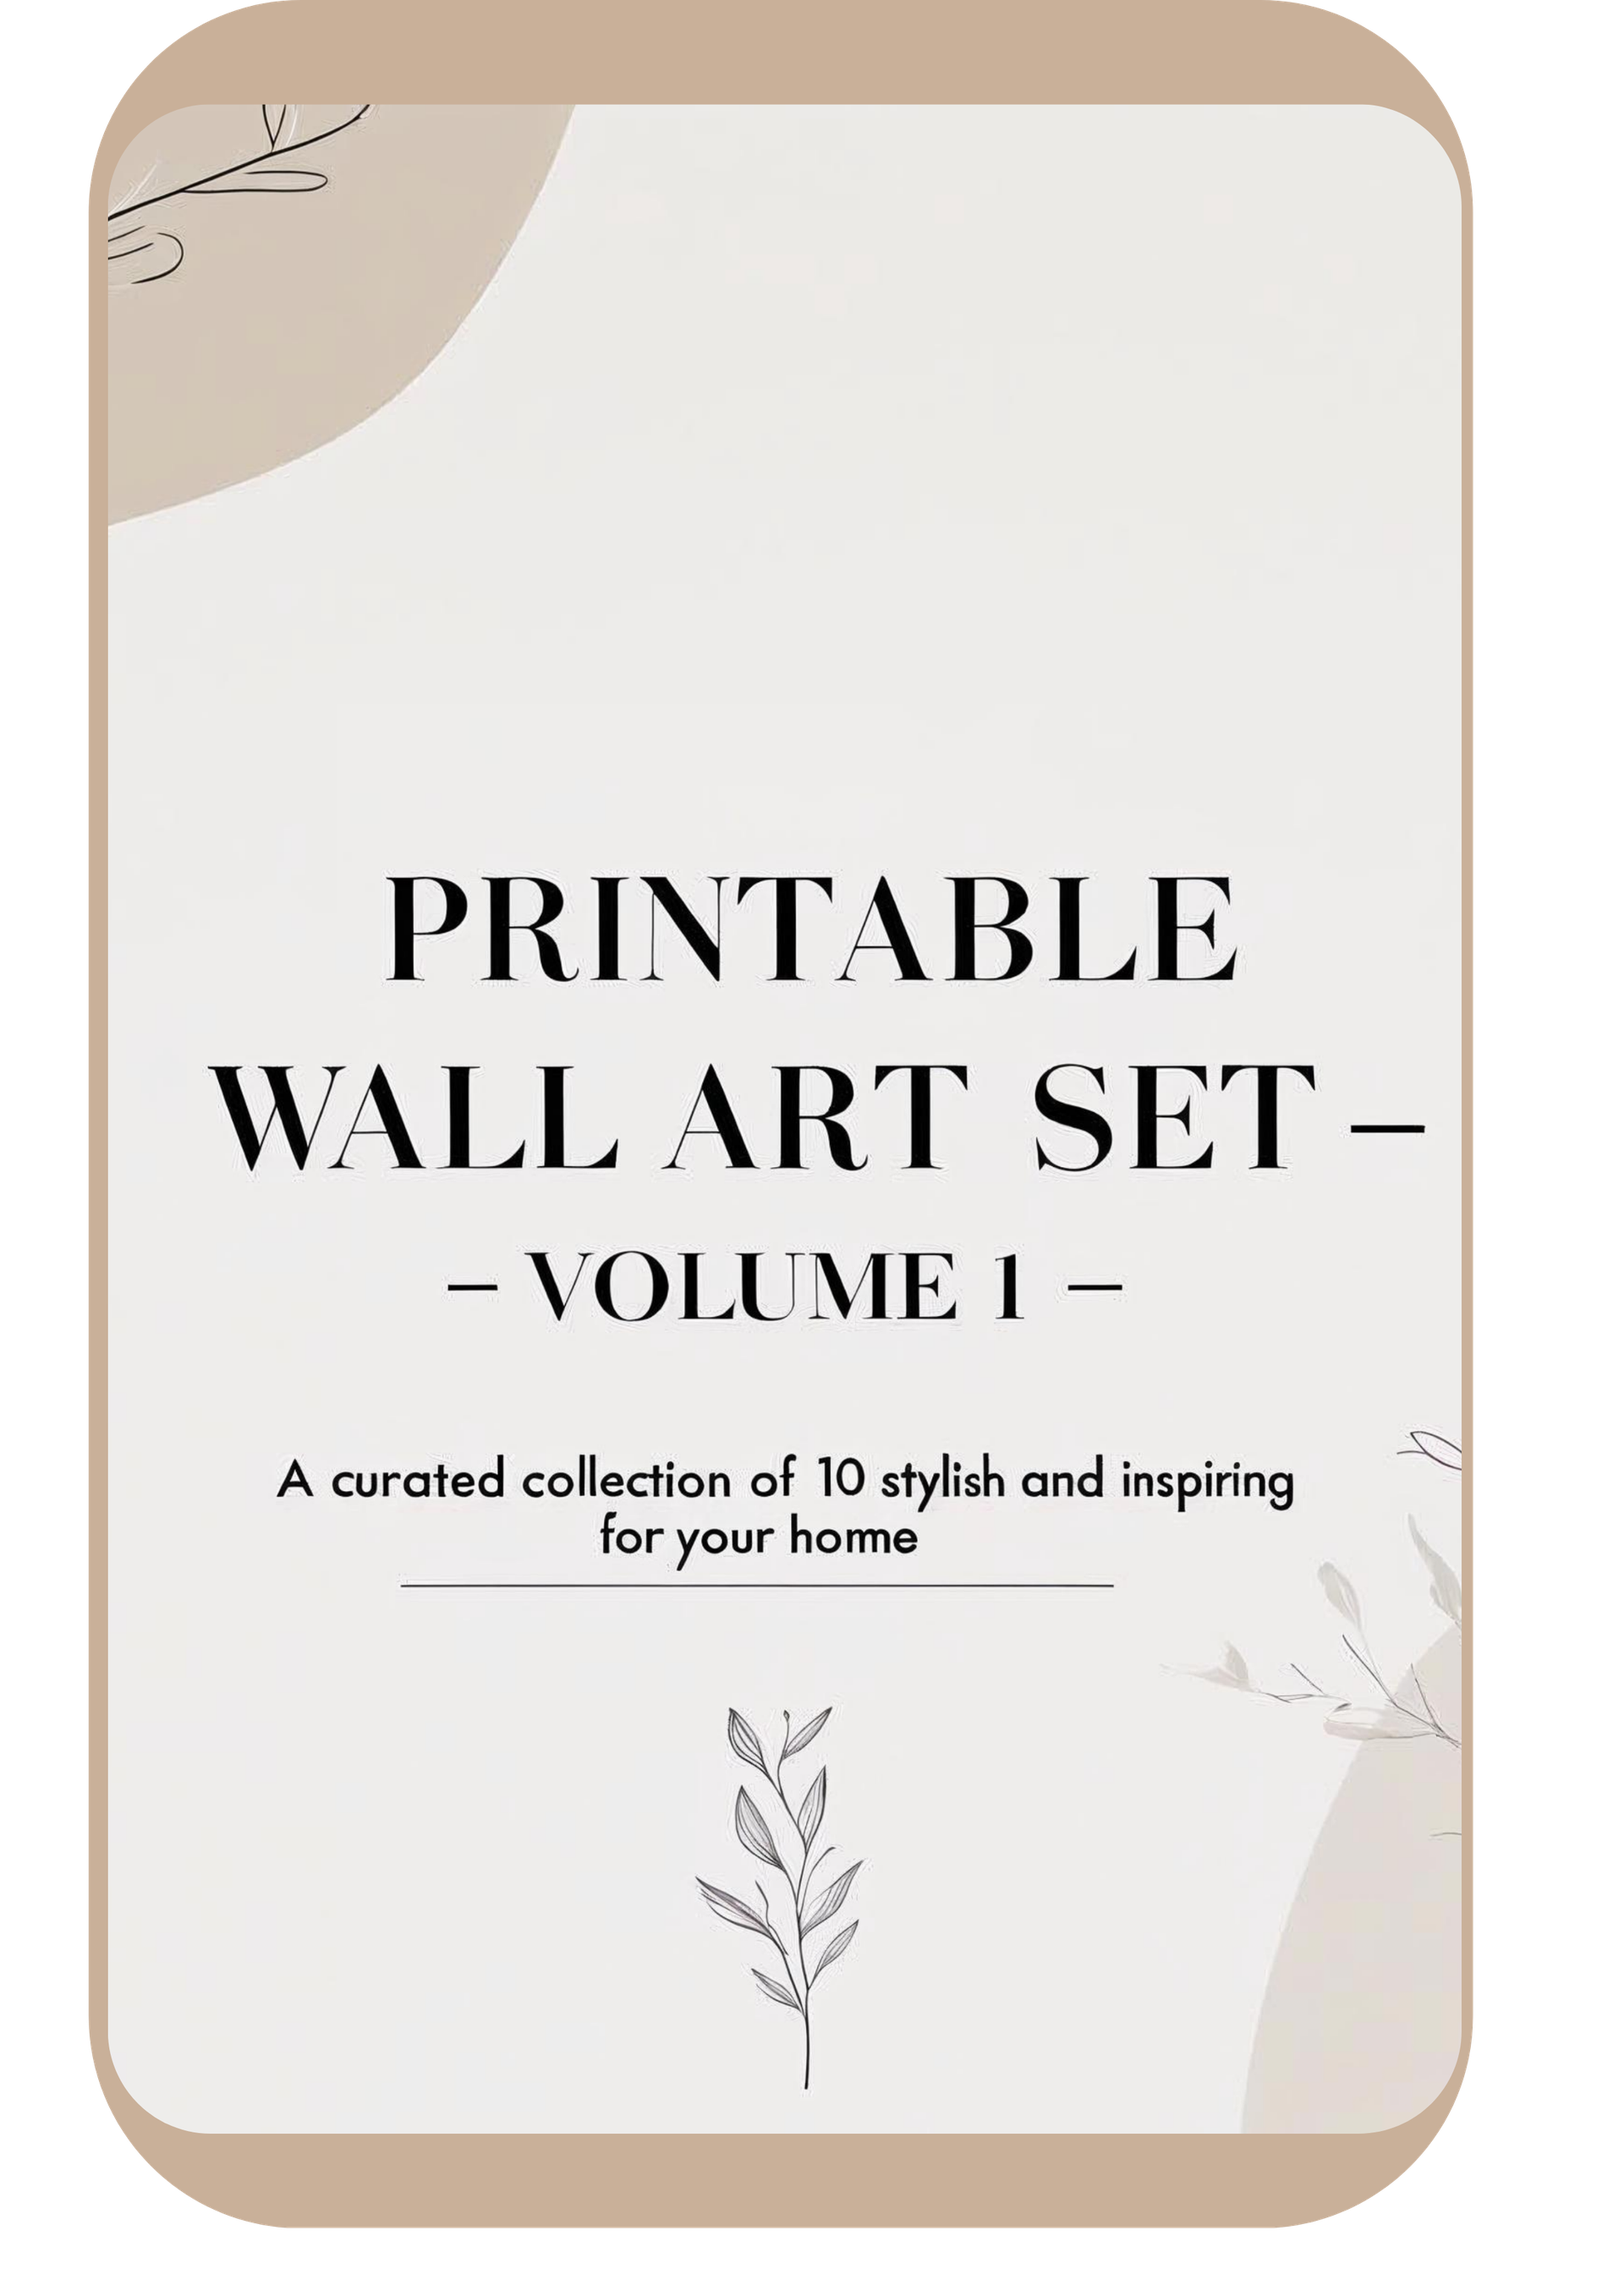 PRINTABLE
WALL ART SET –
– VOLUME 1 –
A curated collection of 10 stylish and inspiring
for your home